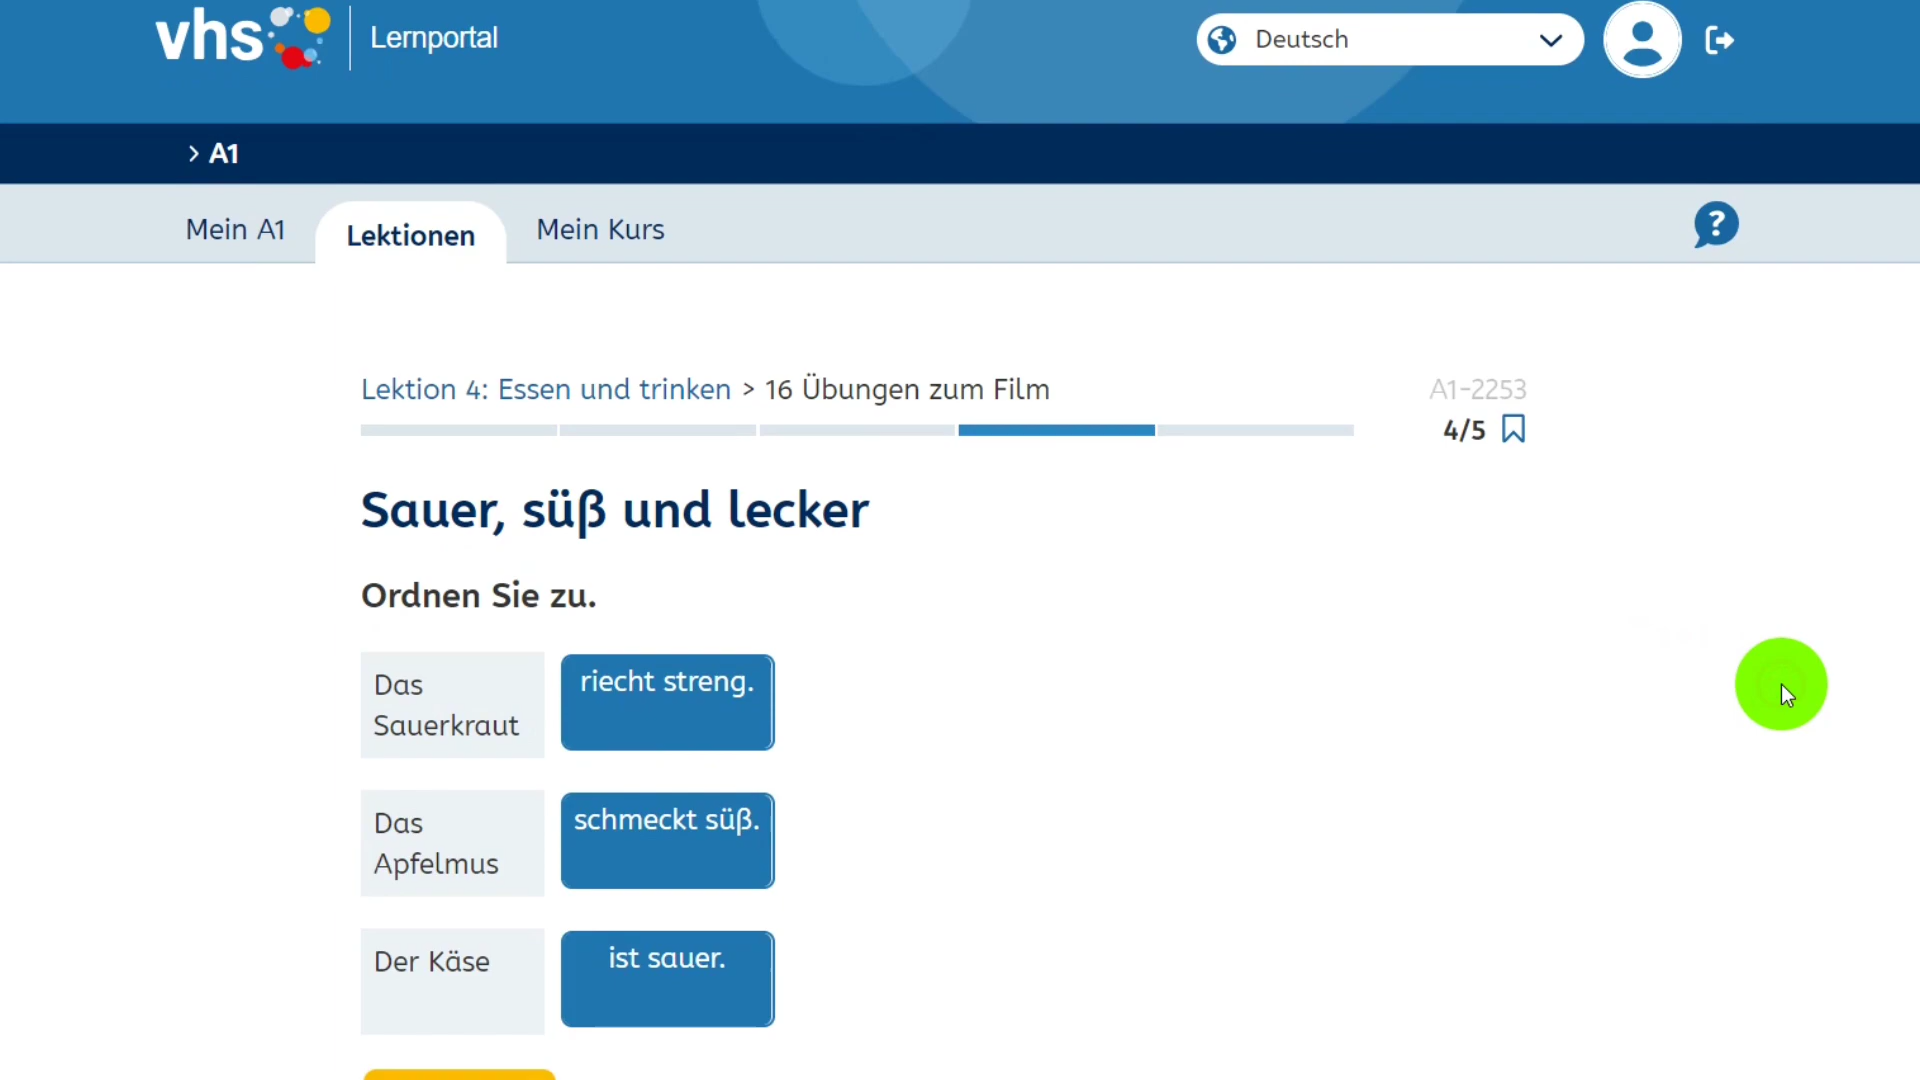 vhs Lernportal
Deutsch
> A1
Mein A1
Lektionen
Mein Kurs
?
Lektion 4: Essen und trinken > 16 Übungen zum Film
A1-2253
4/5
Sauer, süß und lecker
Ordnen Sie zu.
Das
Sauerkraut
riecht streng.
Das
Apfelmus
schmeckt süß.
Der Käse
ist sauer.